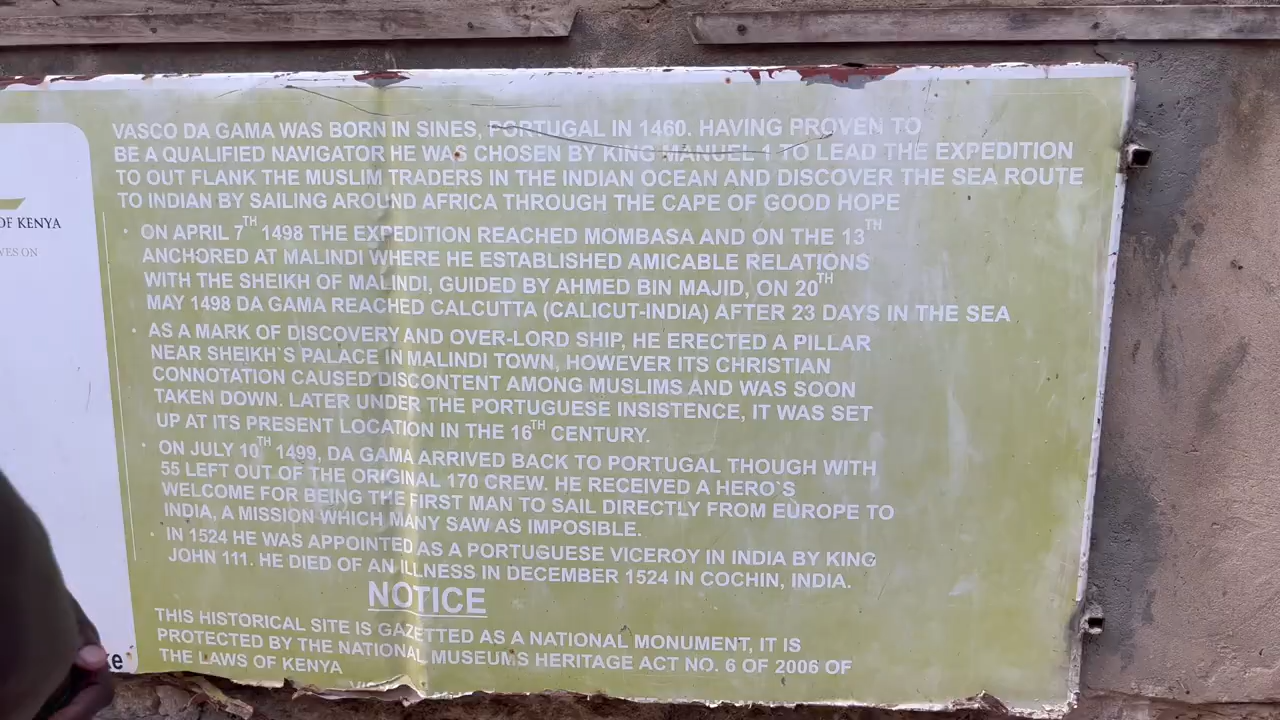 OF KENYA
VES ON
ke
VASCO DA GAMA WAS BORN IN SINES, PORTUGAL IN 1460. HAVING PROVEN TO
BE A QUALIFIED NAVIGATOR HE WAS CHOSEN BY KING MANUEL 1 TO LEAD THE EXPEDITION
TO OUT FLANK THE MUSLIM TRADERS IN THE INDIAN OCEAN AND DISCOVER THE SEA ROUTE
TO INDIAN BY SAILING AROUND AFRICA THROUGH THE CAPE OF GOOD HOPE
· ON APRIL 7TH 1498 THE EXPEDITION REACHED MOMBASA AND ON THE 13TH
ANCHORED AT MALINDI WHERE HE ESTABLISHED AMICABLE RELATIONS
WITH THE SHEIKH OF MALINDI, GUIDED BY AHMED BIN MAJID, ON 20TH
MAY 1498 DA GAMA REACHED CALCUTTA (CALICUT-INDIA) AFTER 23 DAYS IN THE SEA
· AS A MARK OF DISCOVERY AND OVER-LORD SHIP, HE ERECTED A PILLAR
NEAR SHEIKH`S PALACE IN MALINDI TOWN, HOWEVER ITS CHRISTIAN
CONNOTATION CAUSED DISCONTENT AMONG MUSLIMS AND WAS SOON
TAKEN DOWN. LATER UNDER THE PORTUGUESE INSISTENCE, IT WAS SET
UP AT ITS PRESENT LOCATION IN THE 16TH CENTURY.
· ON JULY 10TH 1499, DA GAMA ARRIVED BACK TO PORTUGAL THOUGH WITH
55 LEFT OUT OF THE ORIGINAL 170 CREW. HE RECEIVED A HERO`S
WELCOME FOR BEING THE FIRST MAN TO SAIL DIRECTLY FROM EUROPE TO
INDIA, A MISSION WHICH MANY SAW AS IMPOSIBLE.
· IN 1524 HE WAS APPOINTED AS A PORTUGUESE VICEROY IN INDIA BY KING
JOHN 111. HE DIED OF AN ILLNESS IN DECEMBER 1524 IN COCHIN, INDIA.
NOTICE
THIS HISTORICAL SITE IS GAZETTED AS A NATIONAL MONUMENT, IT IS
PROTECTED BY THE NATIONAL MUSEUMS HERITAGE ACT NO. 6 OF 2006 OF
THE LAWS OF KENYA